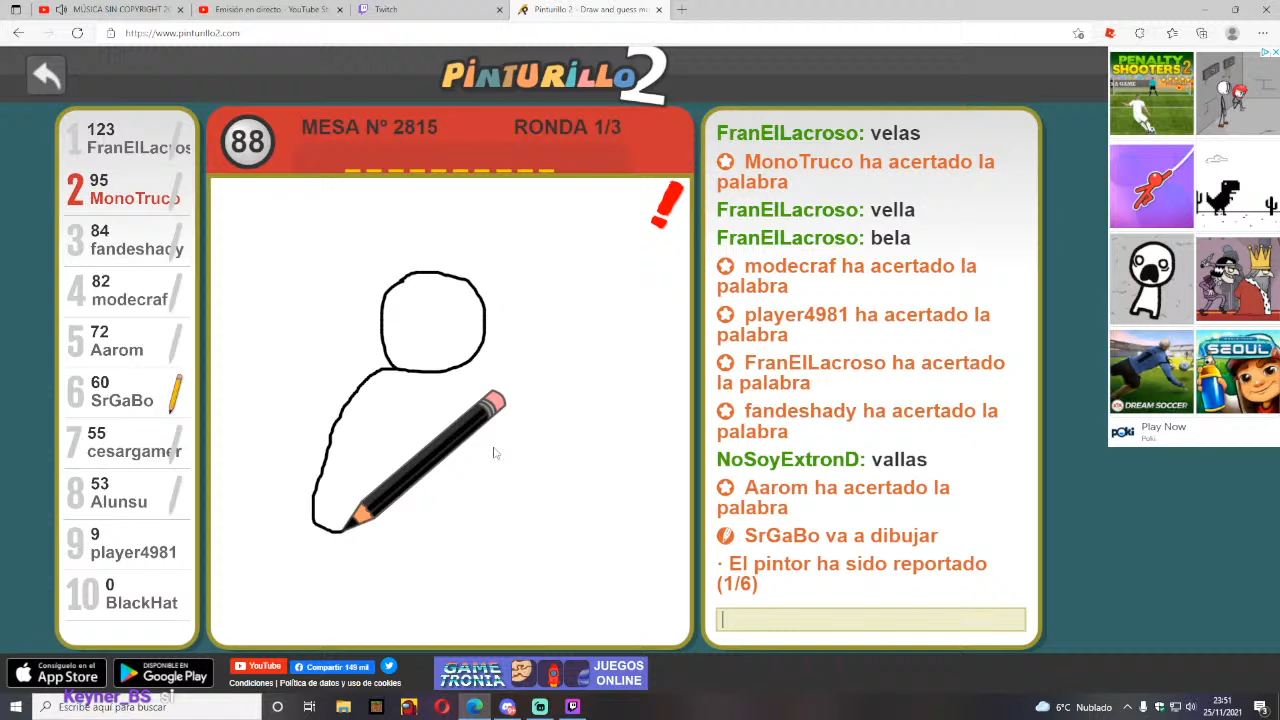 MÚSICA SIN COPYRIGHT 2
Emisión en directo - YouTube St
Twitch
Pinturillo 2 - Draw and guess mu
https://www.pinturillo2.com
PINTURILLO2
88
MESA Nº 2815
RONDA 1/3
1
123
FranElLacros
2
95
MonoTruco
3
84
fandeshady
4
82
modecraf
5
72
Aarom
6
60
SrGaBo
7
55
cesargamer
8
53
Alunsu
9
9
player4981
10
0
BlackHat
!
FranElLacroso: velas
MonoTruco ha acertado la
palabra
FranElLacroso: vella
FranElLacroso: bela
modecraf ha acertado la
palabra
player4981 ha acertado la
palabra
FranElLacroso ha acertado
la palabra
fandeshady ha acertado la
palabra
NoSoyExtronD: vallas
Aarom ha acertado la
palabra
SrGaBo va a dibujar
· El pintor ha sido reportado
(1/6)
PENALTY
SHOOTERS 2
DREAM SOCCER
SEOUL
Poki
Play Now
Poki
Consíguelo en el
App Store
DISPONIBLE EN
Google Play
YouTube
Compartir 149 mil
Condiciones | Política de datos y uso de cookies
GAME
TRONIA
JUEGOS
ONLINE
Keyner_BS si
Escribe aquí para buscar
6°C Nublado
23:51
25/11/2021
3